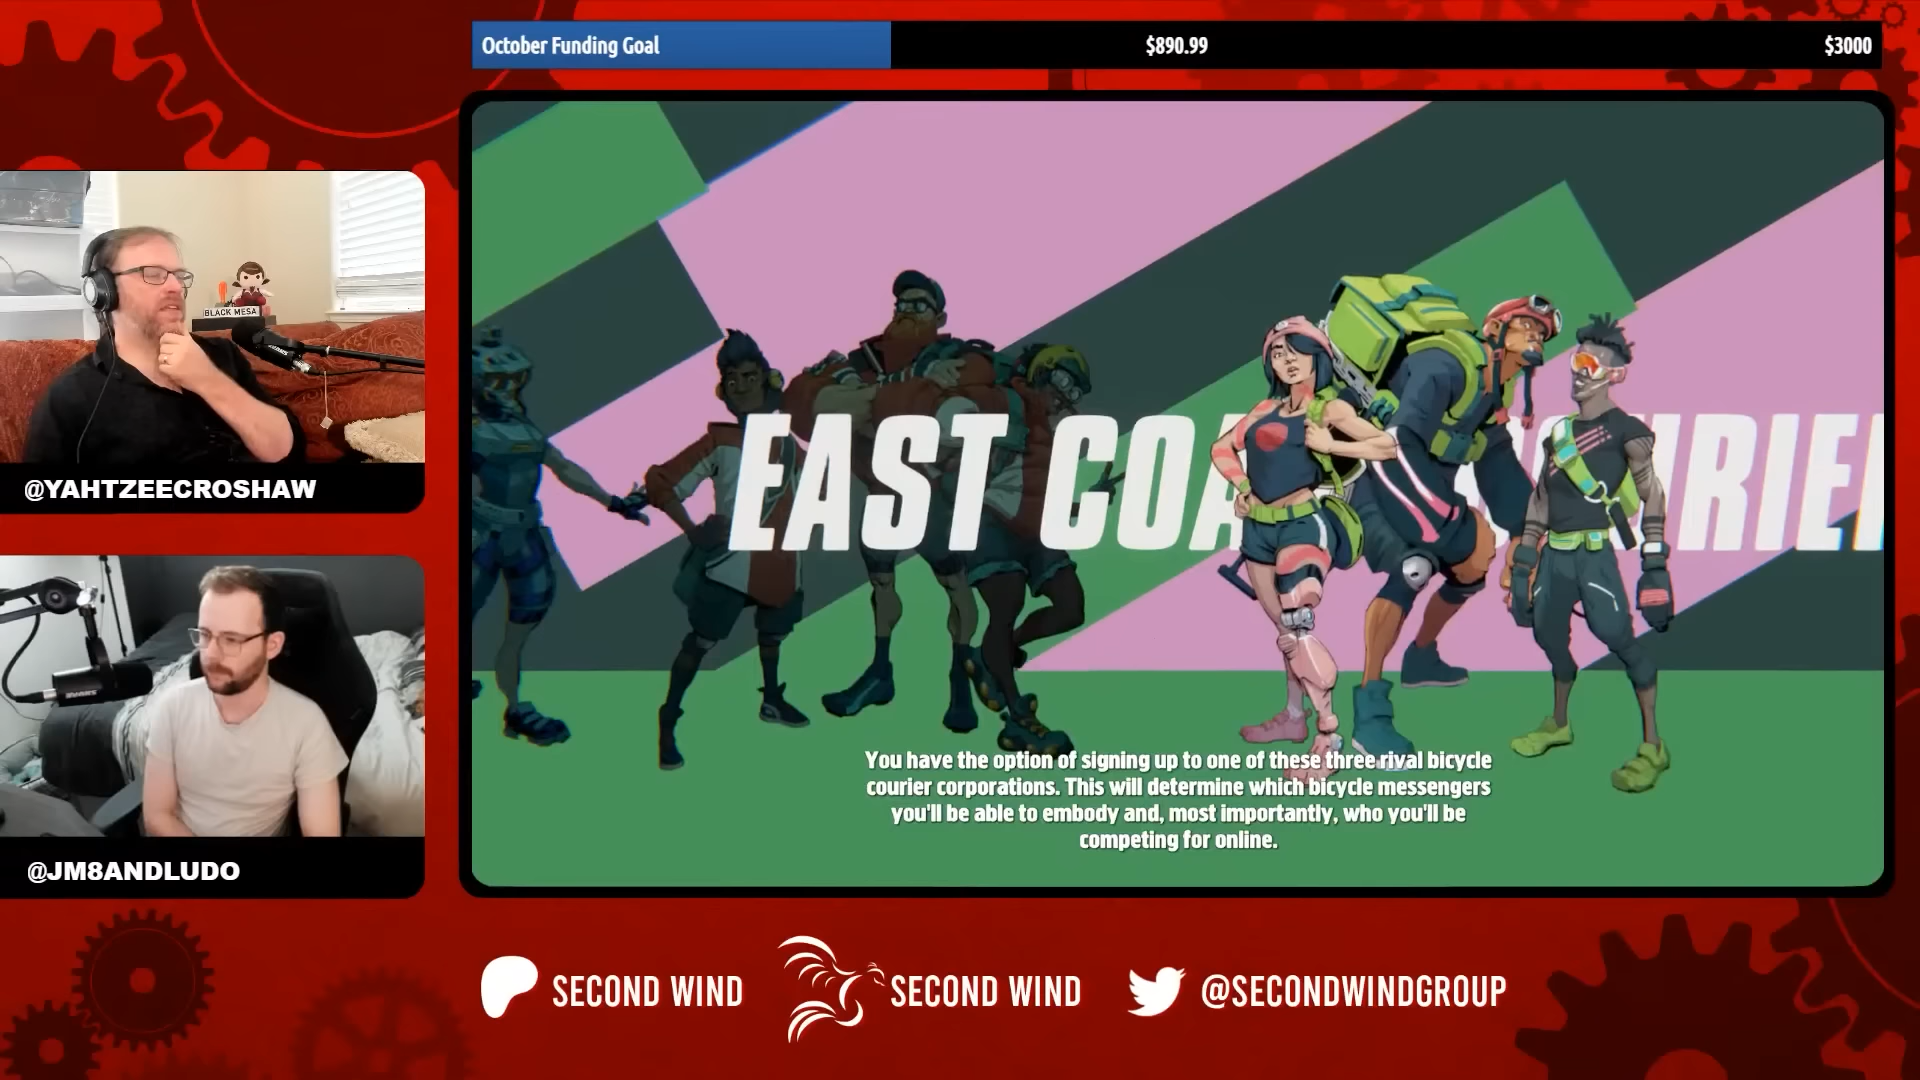 October Funding Goal $890.99 $3000
BLACK MESA
@YAHTZEECROSHAW
EAST COA URIE
You have the option of signing up to one of these three rival bicycle
courier corporations. This will determine which bicycle messengers
you'll be able to embody and, most importantly, who you'll be
competing for online.
@JM8ANDLUDO
SECOND WIND SECOND WIND @SECONDWINDGROUP